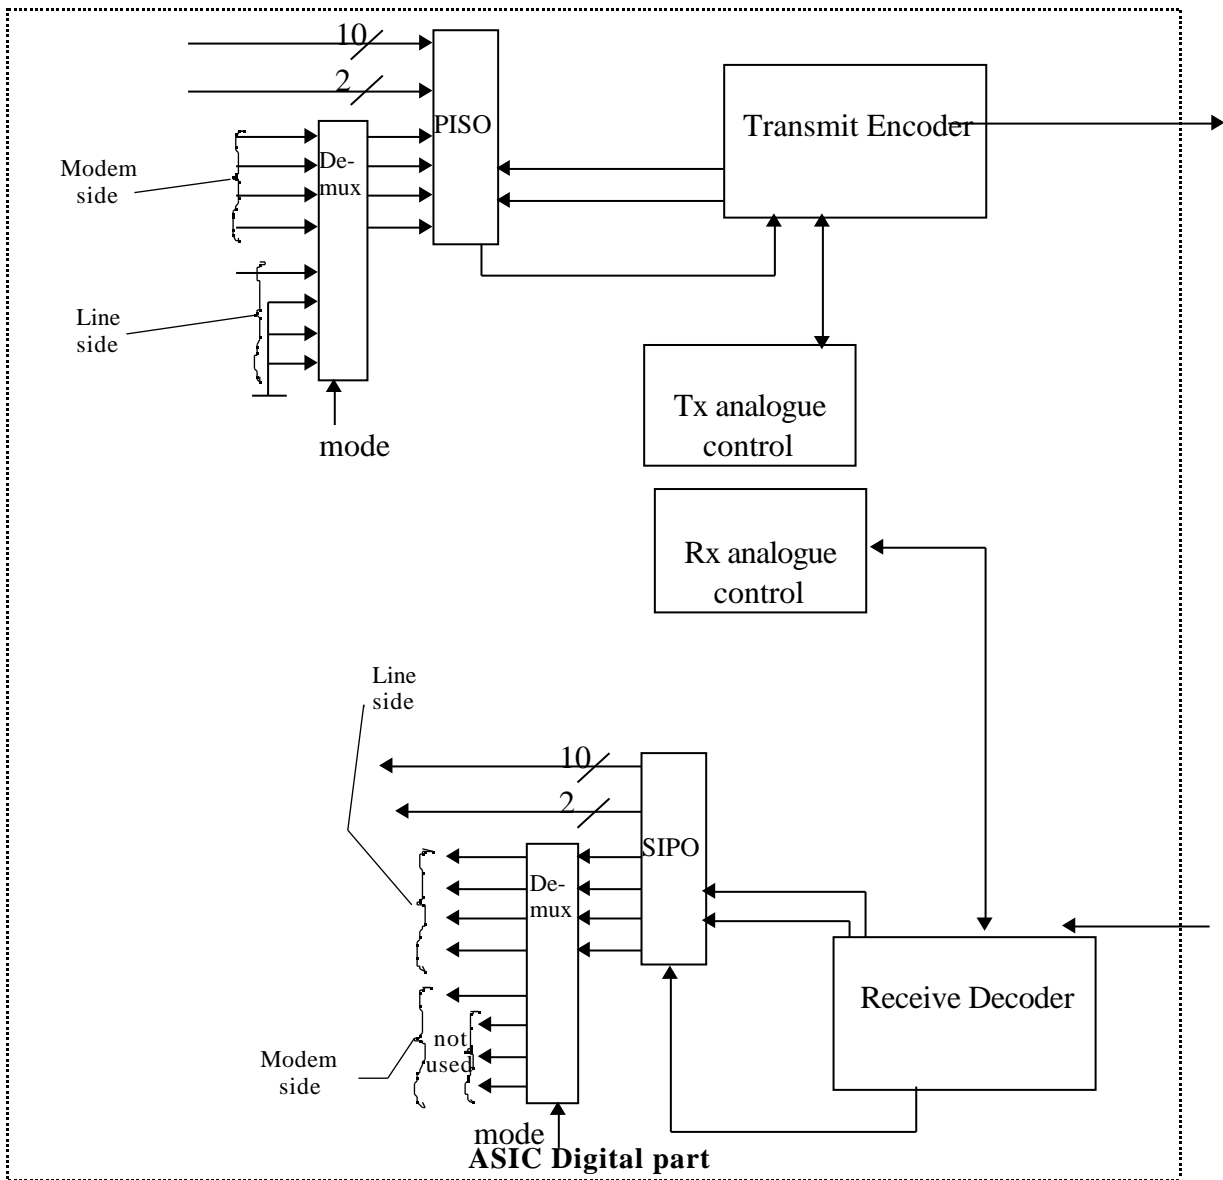 10
2
PISO
Transmit Encoder
De-
mux
Modem
side
Line
side
mode
Tx analogue
control
Rx analogue
control
Line
side
10
2
SIPO
De-
mux
Receive Decoder
not
used
Modem
side
mode
ASIC Digital part